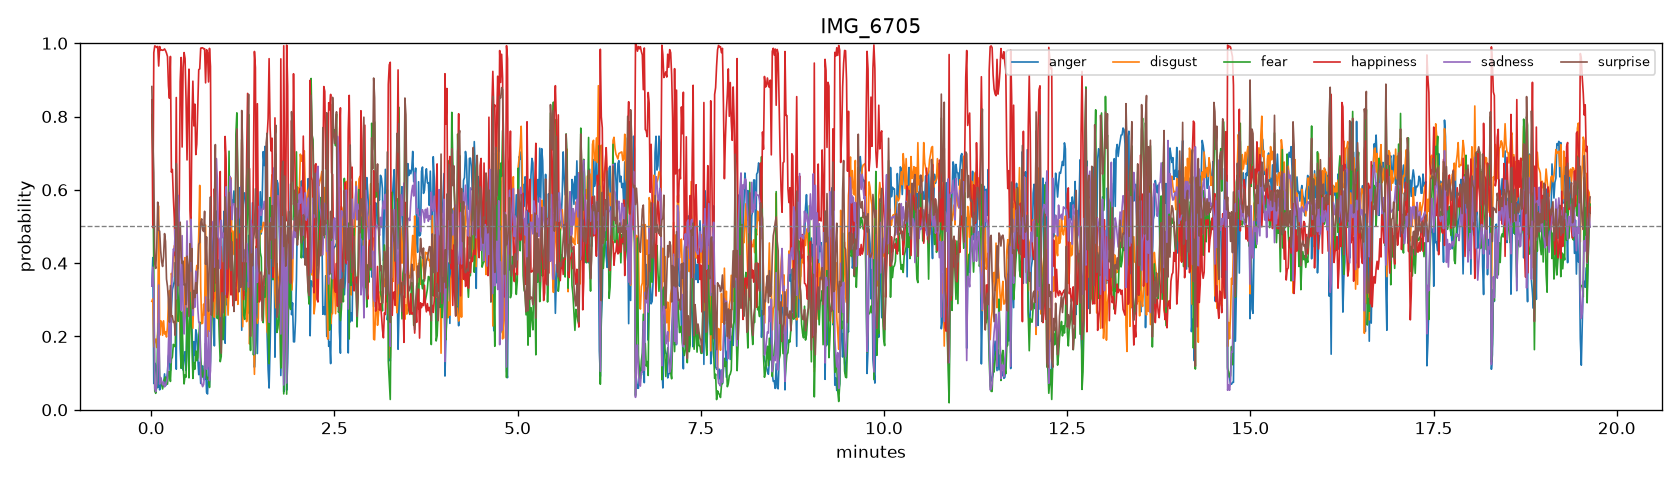 IMG_6705
anger disgust fear happiness sadness surprise
1.0
0.8
0.6
0.4
0.2
0.0
probability
0.0 2.5 5.0 7.5 10.0 12.5 15.0 17.5 20.0
minutes